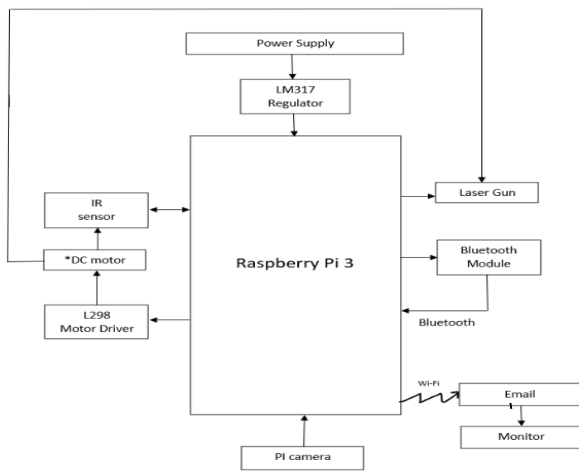 Power Supply
LM317
Regulator
IR
sensor
Laser Gun
*DC motor
Raspberry Pi 3
Bluetooth
Module
L298
Motor Driver
Bluetooth
Wi-Fi
Email
Monitor
PI camera